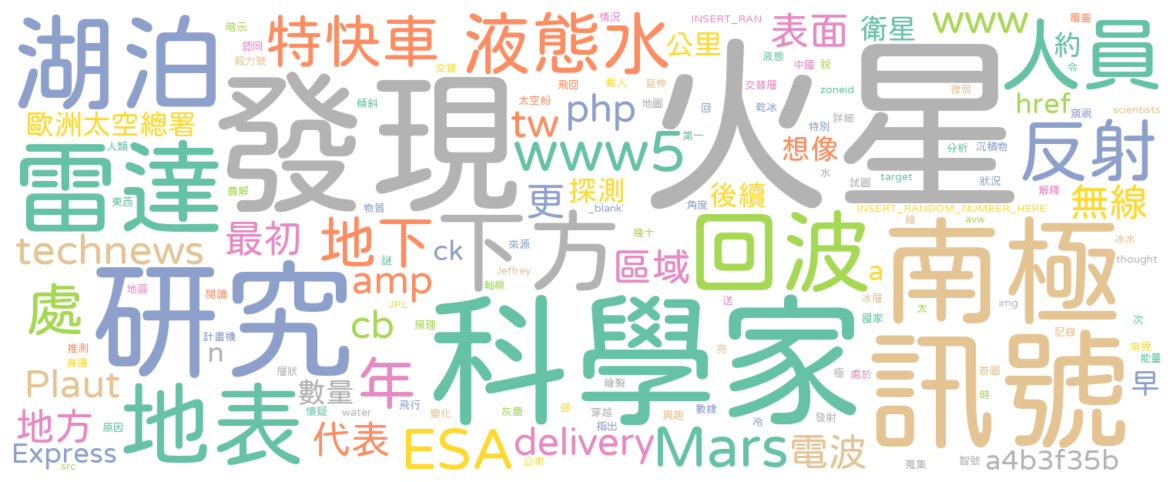 湖泊
特快車
液態水
公里
表面
衛星
www
人員
約
覆蓋
令
情況
INSERT_RAN
暗示
認同
毅力號
交錯
飛回
載人
延伸
液態
中國
說
交替層
zoneid
微弱
太空船
地圖
回
乾冰
詳細
特別
窺視
scientists
歐洲太空總署
傾斜
發現
火星
tw
php
href
www5
第一
想像
反射
人類
雷達
費解
東西
物質
水
試圖
target
分析
沉積物
狀況
解釋
探測
後續
更
_blank'
角度
INSERT_RANDOM_NUMBER_HERE'
無線
technews
最初
地下
ck
來源
下方
幾十
區域
回波
繪
avw
a
南極
冰水
thought
謎
amp
Jeffrey
軸線
JPL
送
冰層
國家
太
img
處
地區
閱讀
研究
計畫機
n
cb
照理
科學家
亮
記錄
次
常見
能量
推測
身邊
層狀
Plaut
數量
年
繪製
極
處於
首圖
時
早
訊號
地表
懷疑
water
飛行
變化
灰塵
感
穿越
指出
興趣
數據
冷
發射
地方
原因
代表
ESA
公布
delivery
Mars
電波
蒐集
智號
a4b3f35b
Express
src